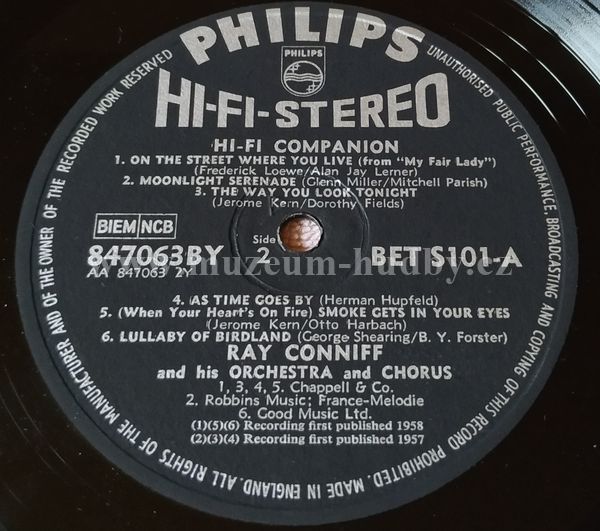 PHILIPS
PHILIPS
HI-FI-STEREO
HI-FI COMPANION
1. ON THE STREET WHERE YOU LIVE (from "My Fair Lady")
(Frederick Loewe/Alan Jay Lerner)
2. MOONLIGHT SERENADE (Glenn Miller/Mitchell Parish)
3. THE WAY YOU LOOK TONIGHT
(Jerome Kern/Dorothy Fields)
BIEM NCB
847063BY
AA 847063 2Y
Side
2
BET S101-A
www.muzeum-hudby.cz
4. AS TIME GOES BY (Herman Hupfeld)
5. (When Your Heart's On Fire) SMOKE GETS IN YOUR EYES
(Jerome Kern/Otto Harbach)
6. LULLABY OF BIRDLAND (George Shearing/B. Y. Forster)
RAY CONNIFF
and his ORCHESTRA and CHORUS
1, 3, 4, 5. Chappell & Co.
2. Robbins Music; France-Melodie
6. Good Music Ltd.
(1)(5)(6) Recording first published 1958
(2)(3)(4) Recording first published 1957
MADE IN ENGLAND. ALL RIGHTS OF THE MANUFACTURER AND OF THE OWNER OF THE RECORDED WORK RESERVED
UNAUTHORISED PUBLIC PERFORMANCE, BROADCASTING AND COPYING OF THIS RECORD PROHIBITED.